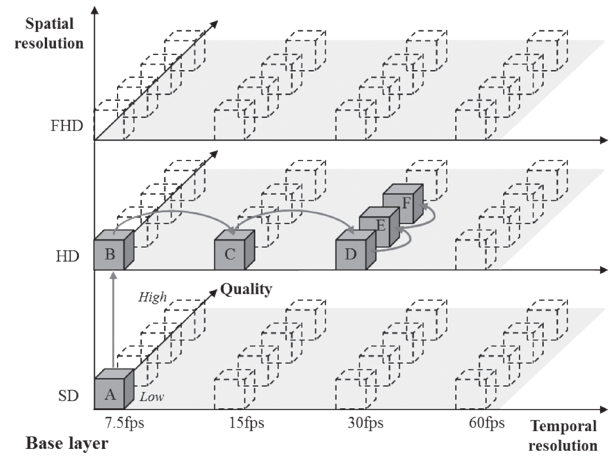 Spatial
resolution
FHD
F
E
B
C
D
HD
High
Quality
A
Low
SD
7.5fps
15fps
30fps
60fps
Temporal
resolution
Base layer